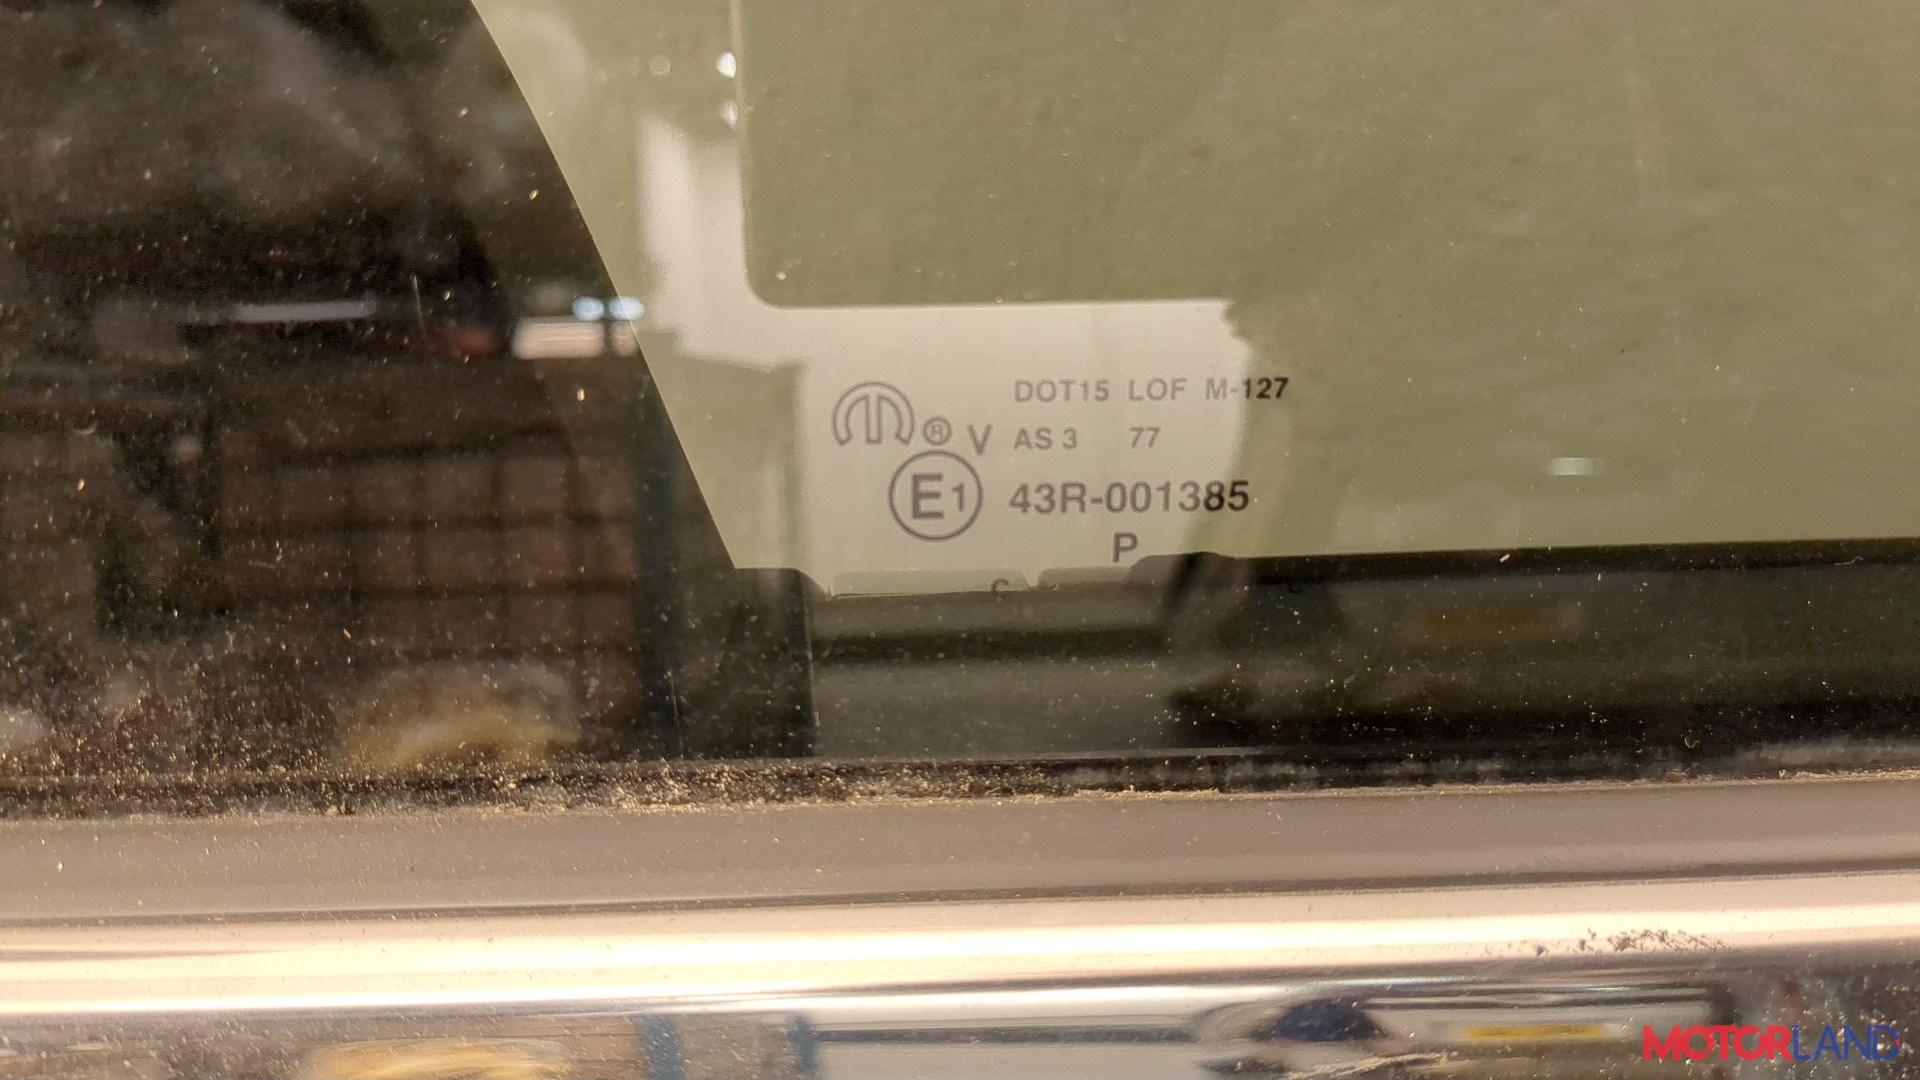 DOT15 LOF M-127
® V AS 3 77
E1 43R-001385
P
C
MOTORLAND